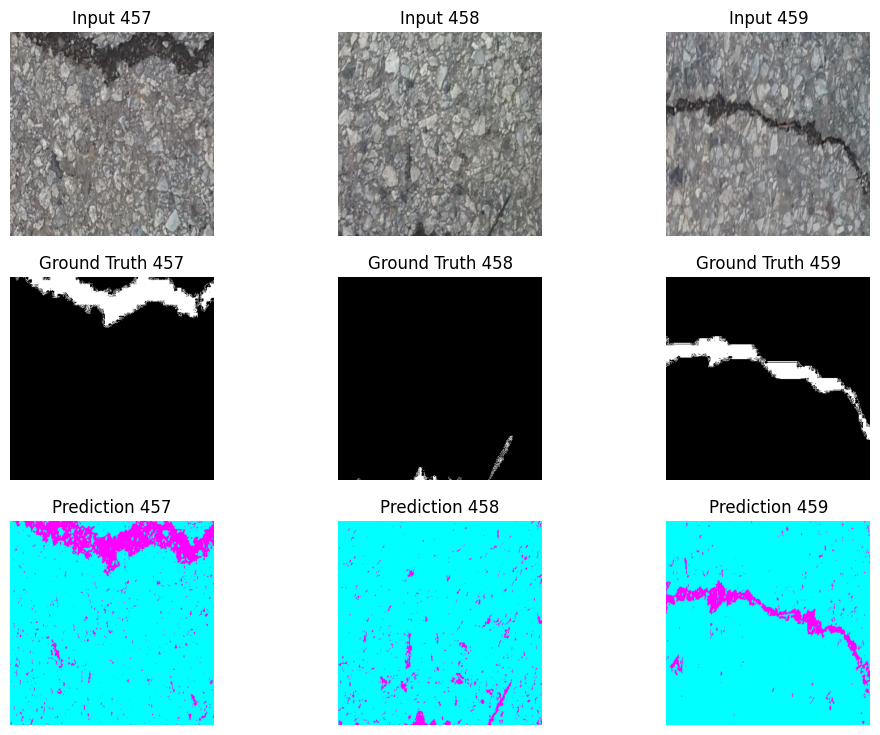 Input 457
Input 458
Input 459
Ground Truth 457
Ground Truth 458
Ground Truth 459
Prediction 457
Prediction 458
Prediction 459